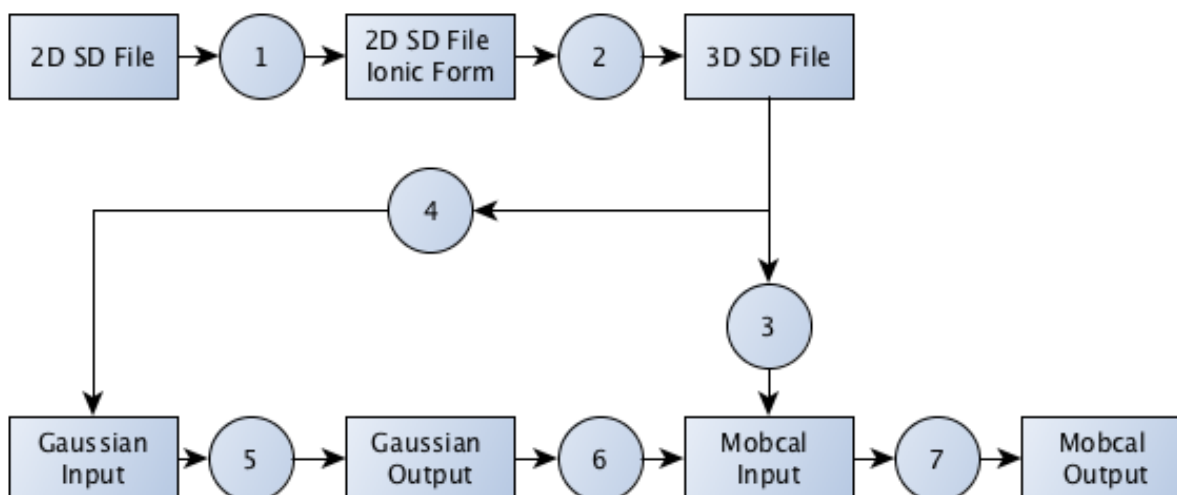 2D SD File
1
2D SD File
Ionic Form
2
3D SD File
4
3
Gaussian
Input
5
Gaussian
Output
6
Mobcal
Input
7
Mobcal
Output